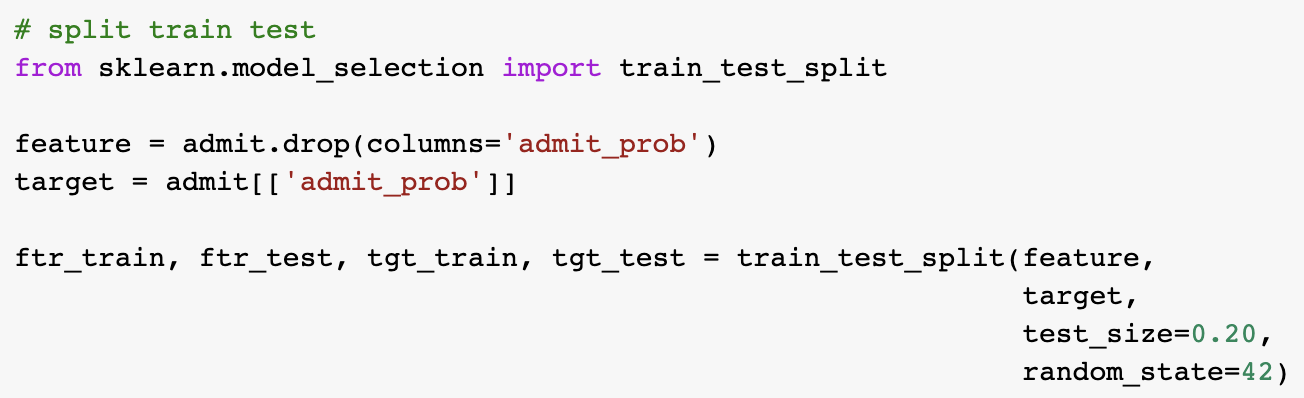 # split train test
from sklearn.model_selection import train_test_split
feature = admit.drop(columns='admit_prob')
target = admit[['admit_prob']]
ftr_train, ftr_test, tgt_train, tgt_test = train_test_split(feature,
target,
test_size=0.20,
random_state=42)